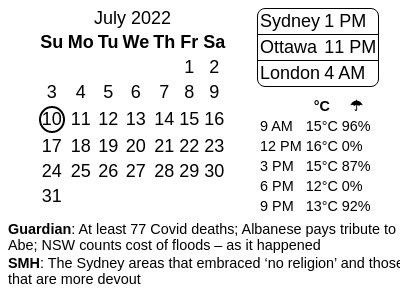 July 2022
Su Mo Tu We Th Fr Sa
1 2
3 4 5 6 7 8 9
10 11 12 13 14 15 16
17 18 19 20 21 22 23
24 25 26 27 28 29 30
31
Sydney 1 PM
Ottawa 11 PM
London 4 AM
°C ☂
9 AM 15°C 96%
12 PM 16°C 0%
3 PM 15°C 87%
6 PM 12°C 0%
9 PM 13°C 92%
Guardian: At least 77 Covid deaths; Albanese pays tribute to
Abe; NSW counts cost of floods – as it happened
SMH: The Sydney areas that embraced ‘no religion’ and those
that are more devout